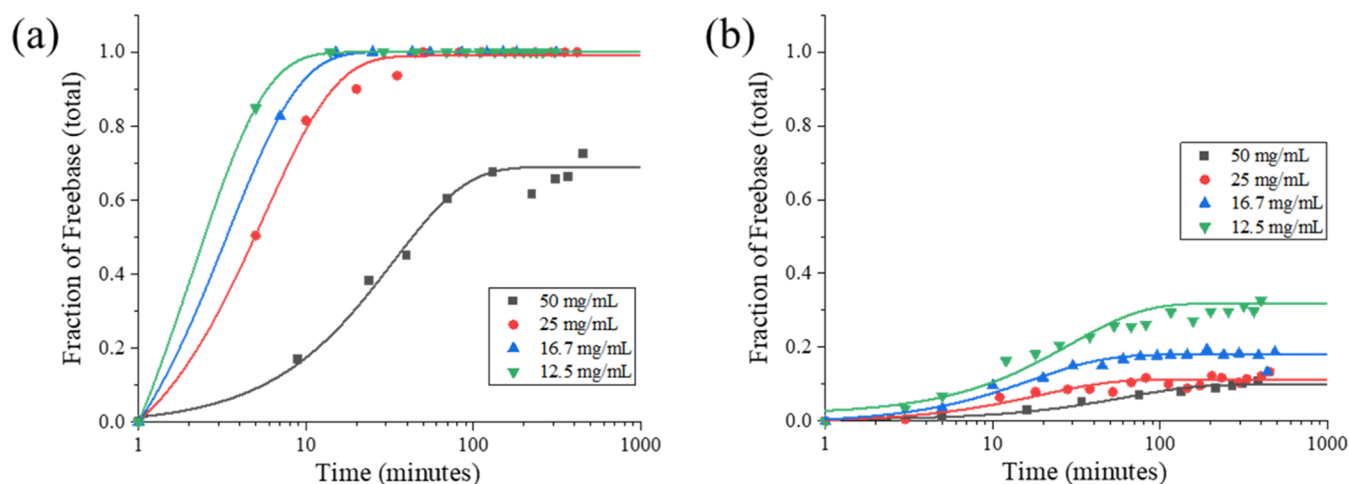 (a)
Fraction of Freebase (total)
1.0
0.8
0.6
0.4
0.2
0.0
50 mg/mL
25 mg/mL
16.7 mg/mL
12.5 mg/mL
1
10
100
1000
Time (minutes)
(b)
Fraction of Freebase (total)
1.0
0.8
0.6
0.4
0.2
0.0
50 mg/mL
25 mg/mL
16.7 mg/mL
12.5 mg/mL
1
10
100
1000
Time (minutes)